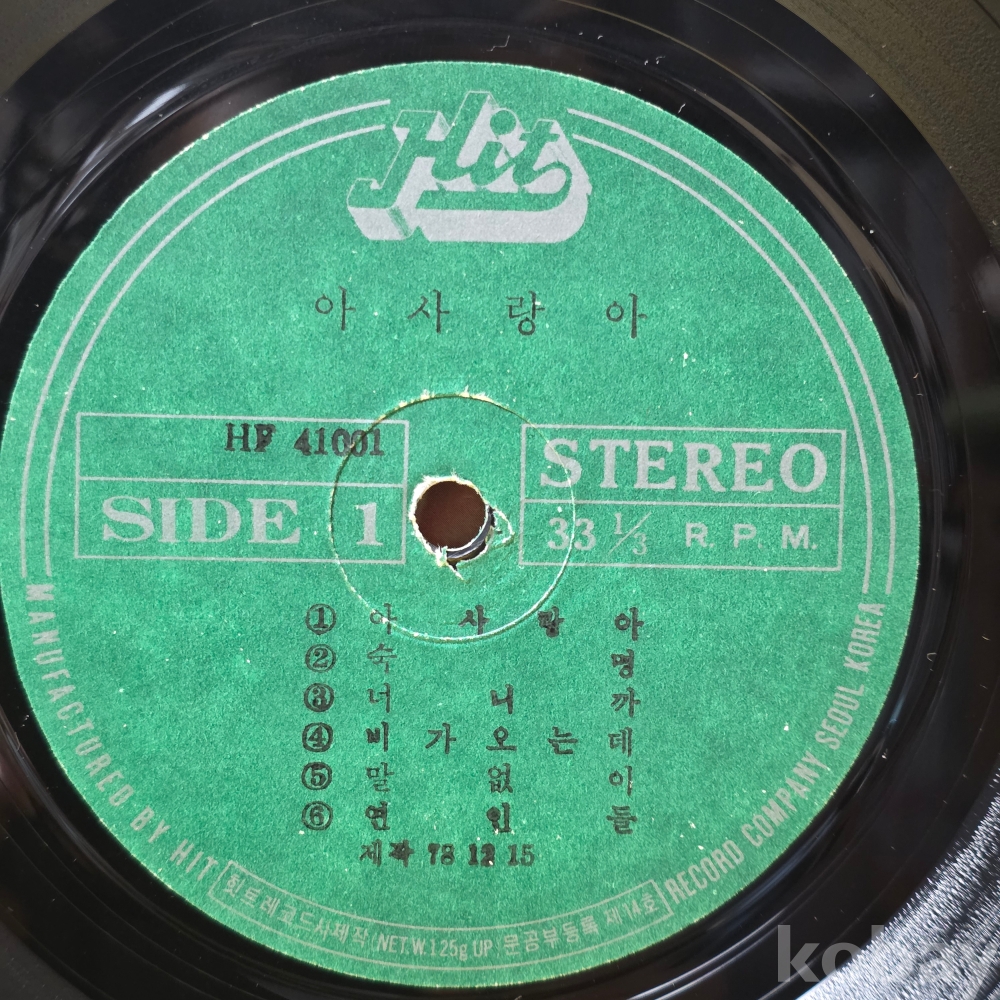 Hit
아 사 랑 아
HF 41001
SIDE 1
STEREO
33 1/3 R. P. M.
① 아 사 랑 아
② 숙 명
③ 너 니 까
④ 비 가 오 는 데
⑤ 말 없 이
⑥ 연 인 들
제작 78 12 15
MANUFACTURED BY HIT RECORD COMPANY SEOUL KOREA
힛트레코드사제작 NET.W.125g UP 문공부등록 제14호
kobay